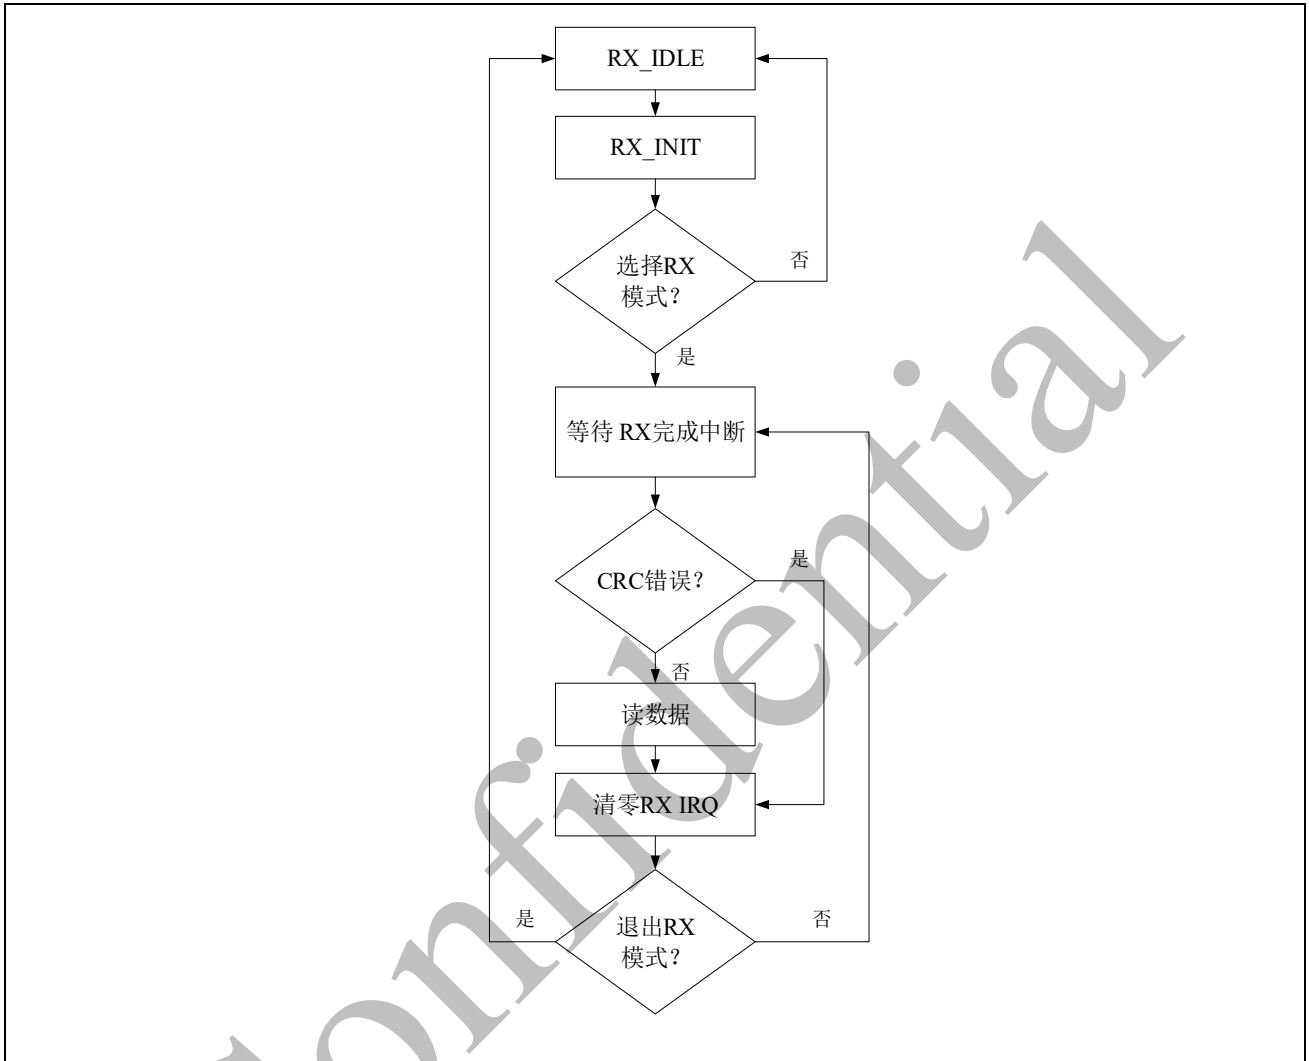 RX_IDLE
RX_INIT
选择RX
模式？
否
是
等待 RX完成中断
CRC错误？
是
否
读数据
清零RX IRQ
退出RX
模式？
是
否
Confidential